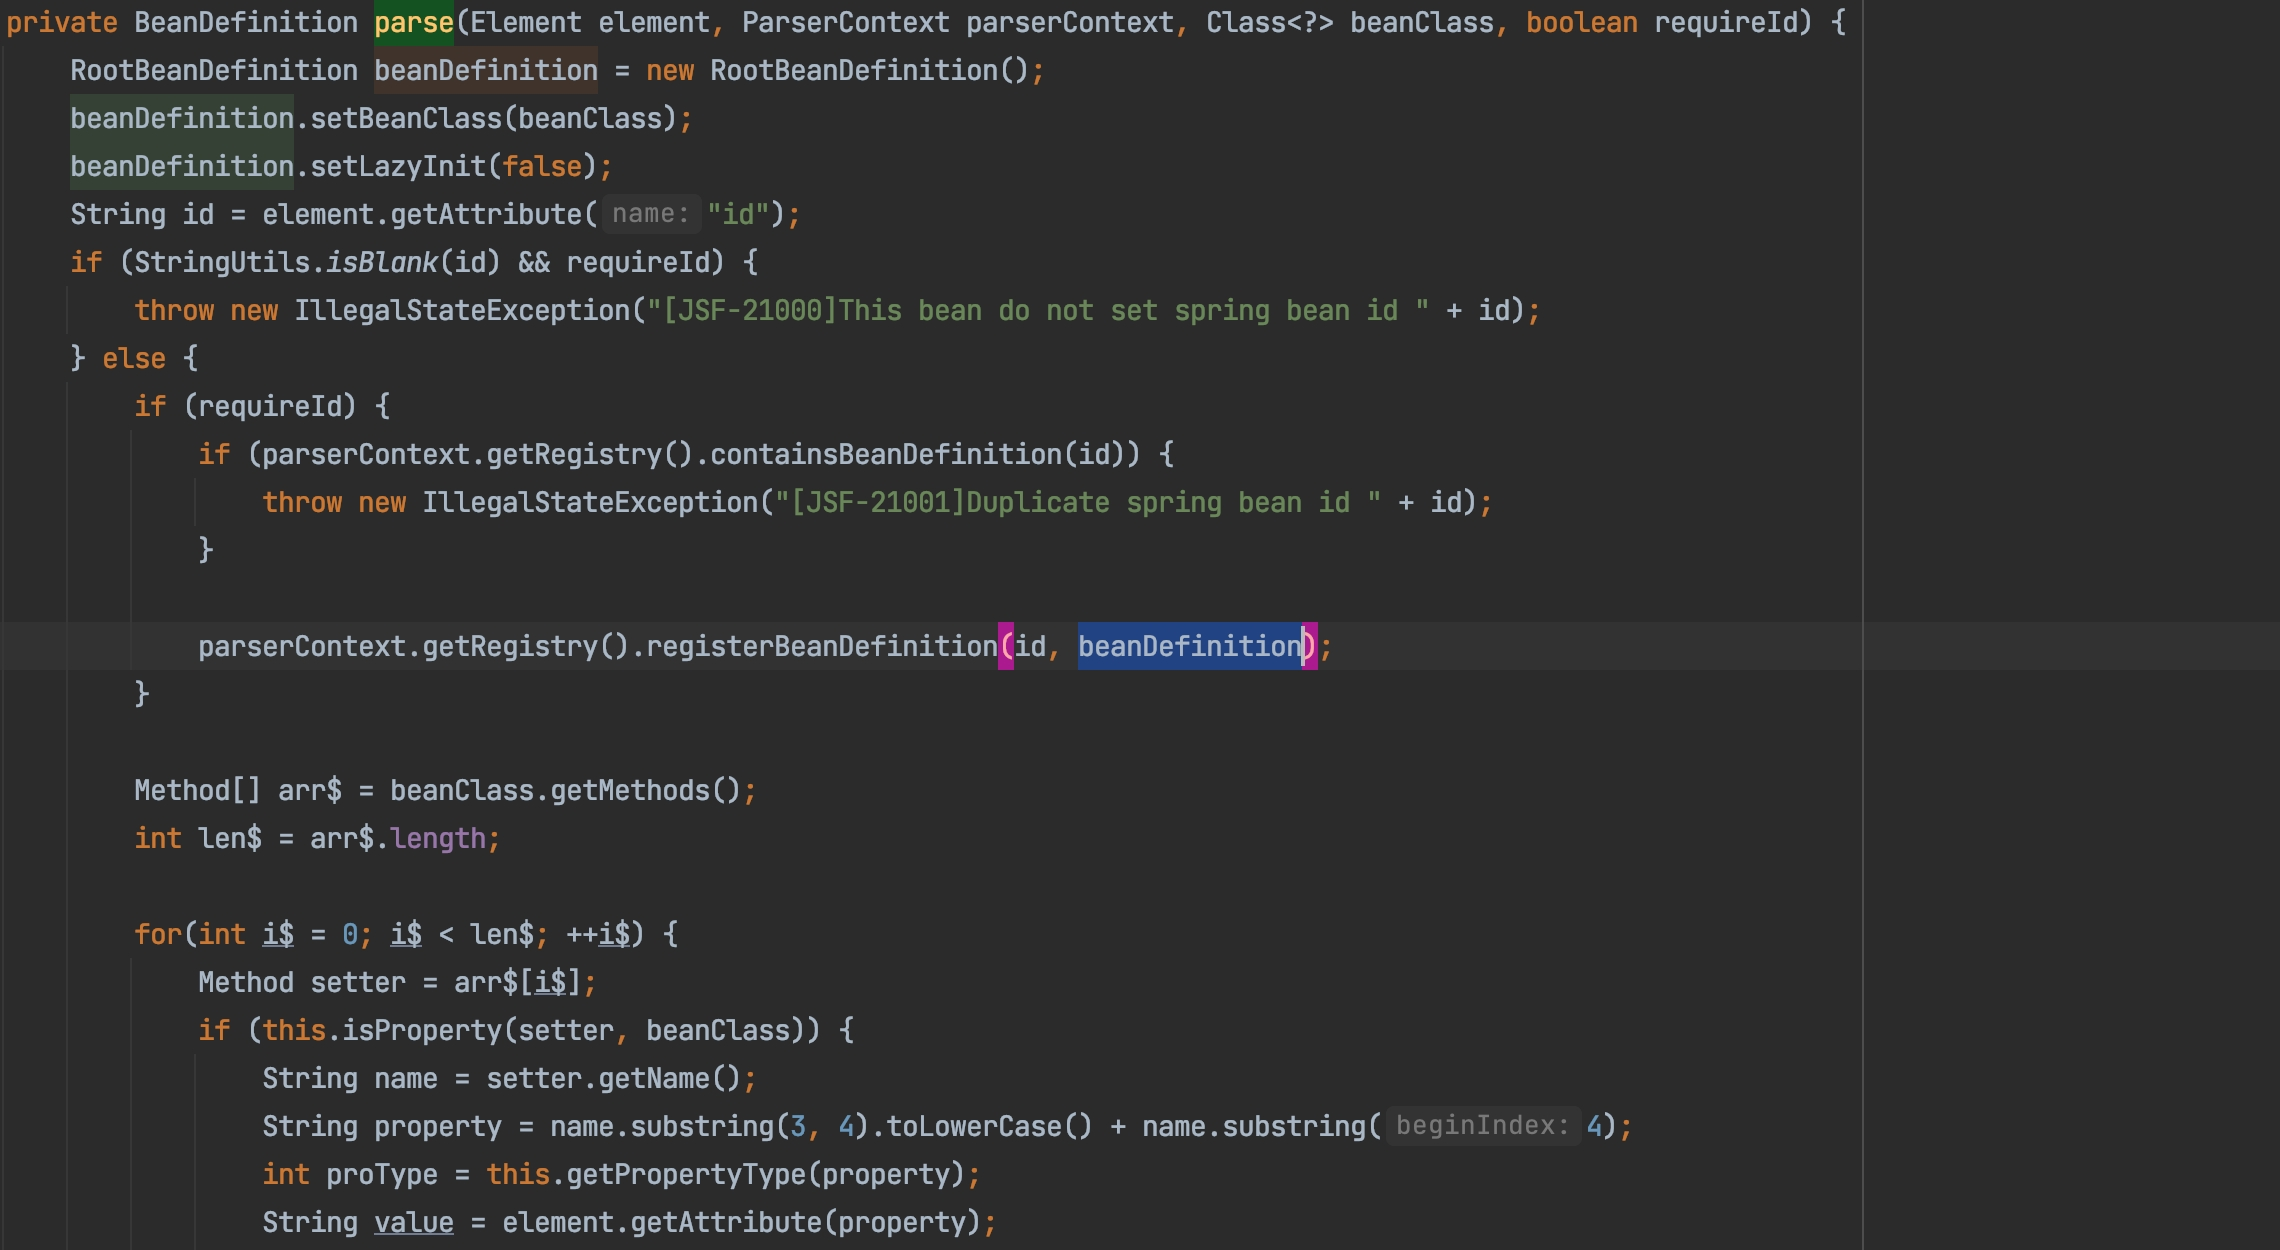 private BeanDefinition parse(Element element, ParserContext parserContext, Class<?> beanClass, boolean requireId) {
    RootBeanDefinition beanDefinition = new RootBeanDefinition();
    beanDefinition.setBeanClass(beanClass);
    beanDefinition.setLazyInit(false);
    String id = element.getAttribute( name: "id");
    if (StringUtils.isBlank(id) && requireId) {
        throw new IllegalStateException("[JSF-21000]This bean do not set spring bean id " + id);
    } else {
        if (requireId) {
            if (parserContext.getRegistry().containsBeanDefinition(id)) {
                throw new IllegalStateException("[JSF-21001]Duplicate spring bean id " + id);
            }
            parserContext.getRegistry().registerBeanDefinition(id, beanDefinition);
        }
        Method[] arr$ = beanClass.getMethods();
        int len$ = arr$.length;
        for(int i$ = 0; i$ < len$; ++i$) {
            Method setter = arr$[i$];
            if (this.isProperty(setter, beanClass)) {
                String name = setter.getName();
                String property = name.substring(3, 4).toLowerCase() + name.substring( beginIndex: 4);
                int proType = this.getPropertyType(property);
                String value = element.getAttribute(property);